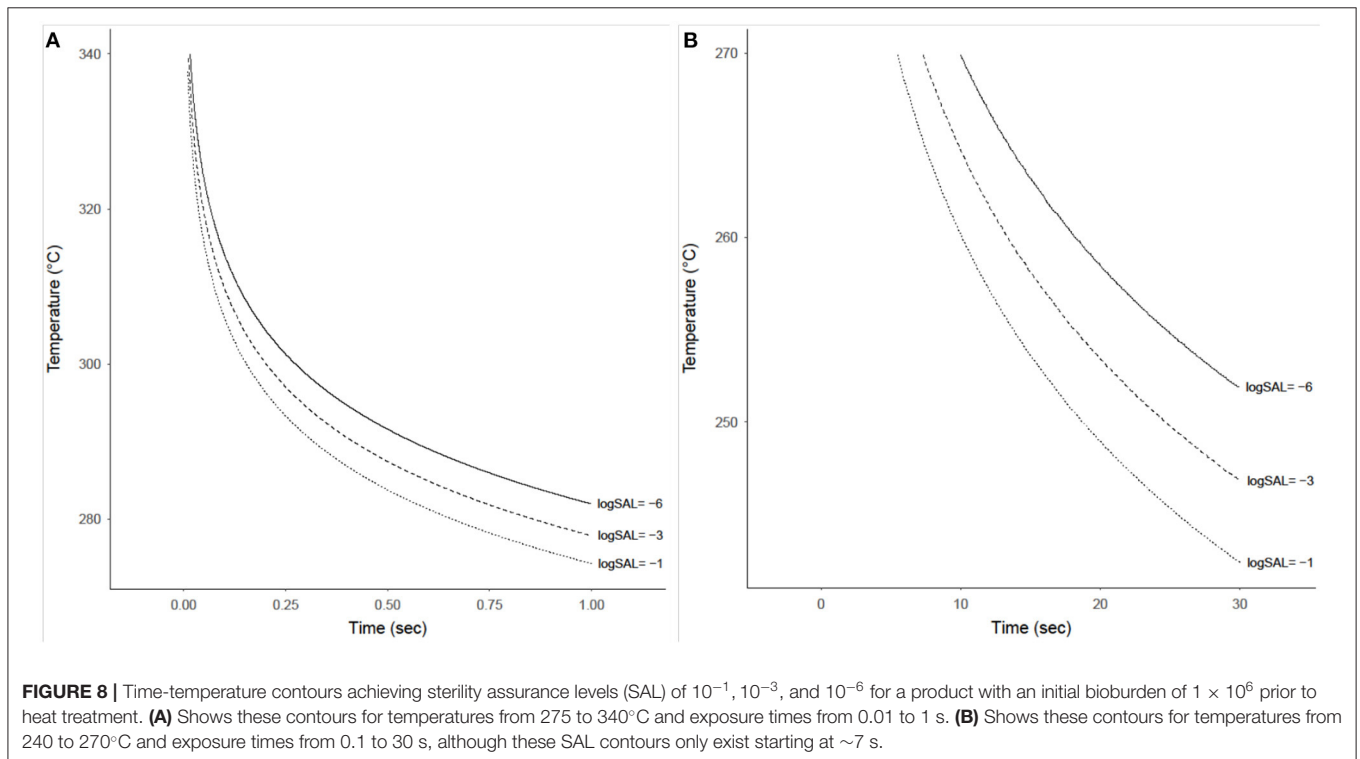 A
340
320
300
280
Temperature (°C)
logSAL= −6
logSAL= −3
logSAL= −1
0.00 0.25 0.50 0.75 1.00
Time (sec)
B
270
260
250
Temperature (°C)
logSAL= −6
logSAL= −3
logSAL= −1
0 10 20 30
Time (sec)
FIGURE 8 | Time-temperature contours achieving sterility assurance levels (SAL) of 10⁻¹, 10⁻³, and 10⁻⁶ for a product with an initial bioburden of 1 × 10⁶ prior to
heat treatment. (A) Shows these contours for temperatures from 275 to 340°C and exposure times from 0.01 to 1 s. (B) Shows these contours for temperatures from
240 to 270°C and exposure times from 0.1 to 30 s, although these SAL contours only exist starting at ∼7 s.